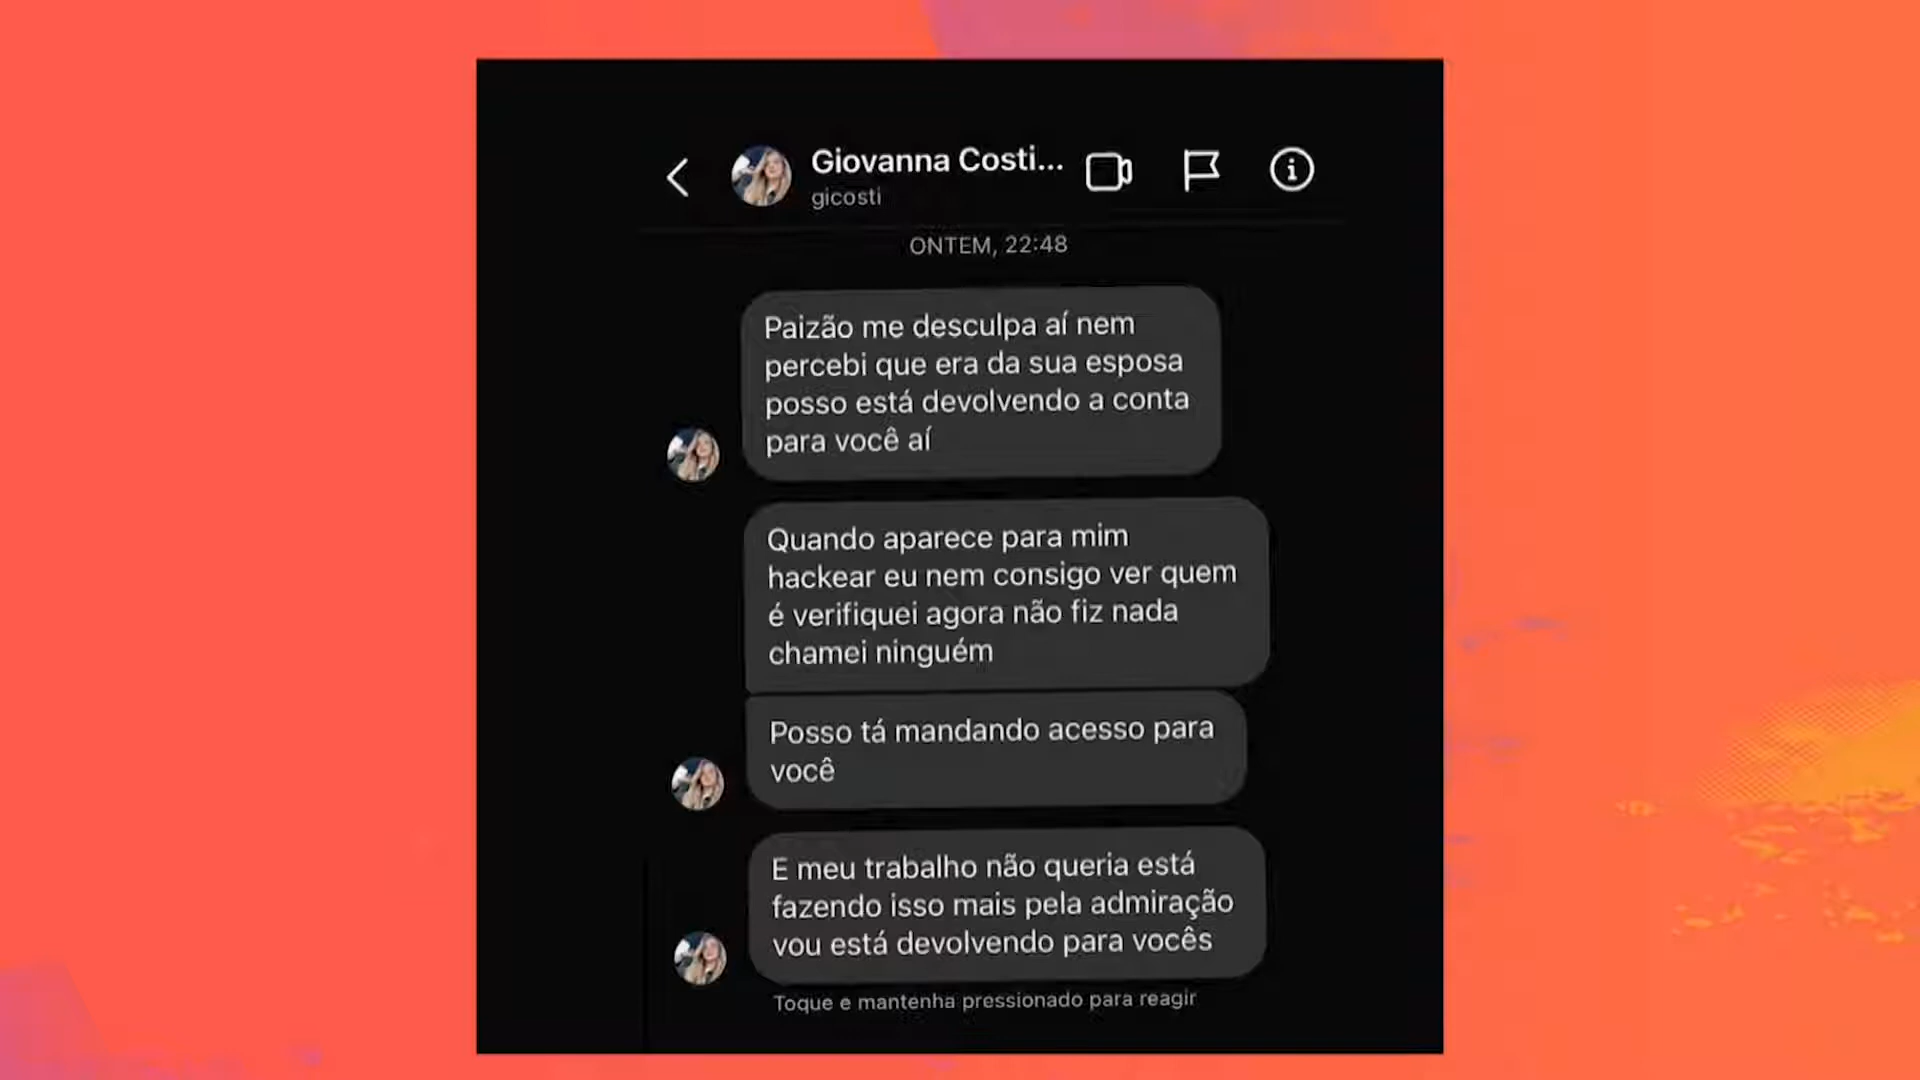 Giovanna Costi...
gicosti
ONTEM, 22:48
Paizão me desculpa aí nem
percebi que era da sua esposa
posso está devolvendo a conta
para você aí
Quando aparece para mim
hackear eu nem consigo ver quem
é verifiquei agora não fiz nada
chamei ninguém
Posso tá mandando acesso para
você
E meu trabalho não queria está
fazendo isso mais pela admiração
vou está devolvendo para vocês
Toque e mantenha pressionado para reagir